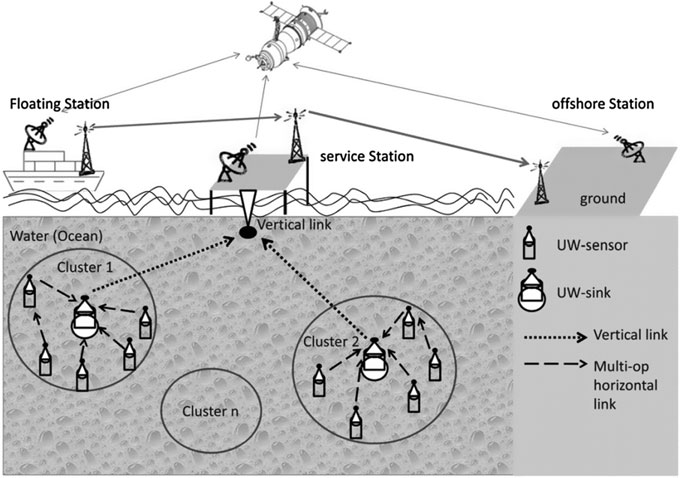 Floating Station
offshore Station
service Station
ground
Vertical link
Water (Ocean)
Cluster 1
Cluster 2
Cluster n
UW-sensor
UW-sink
Vertical link
Multi-op
horizontal
link